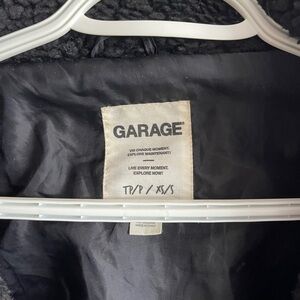 GARAGE
VIS CHAQUE MOMENT.
EXPLORE MAINTENANT!
LIVE EVERY MOMENT.
EXPLORE NOW!
TP/P / XS/S